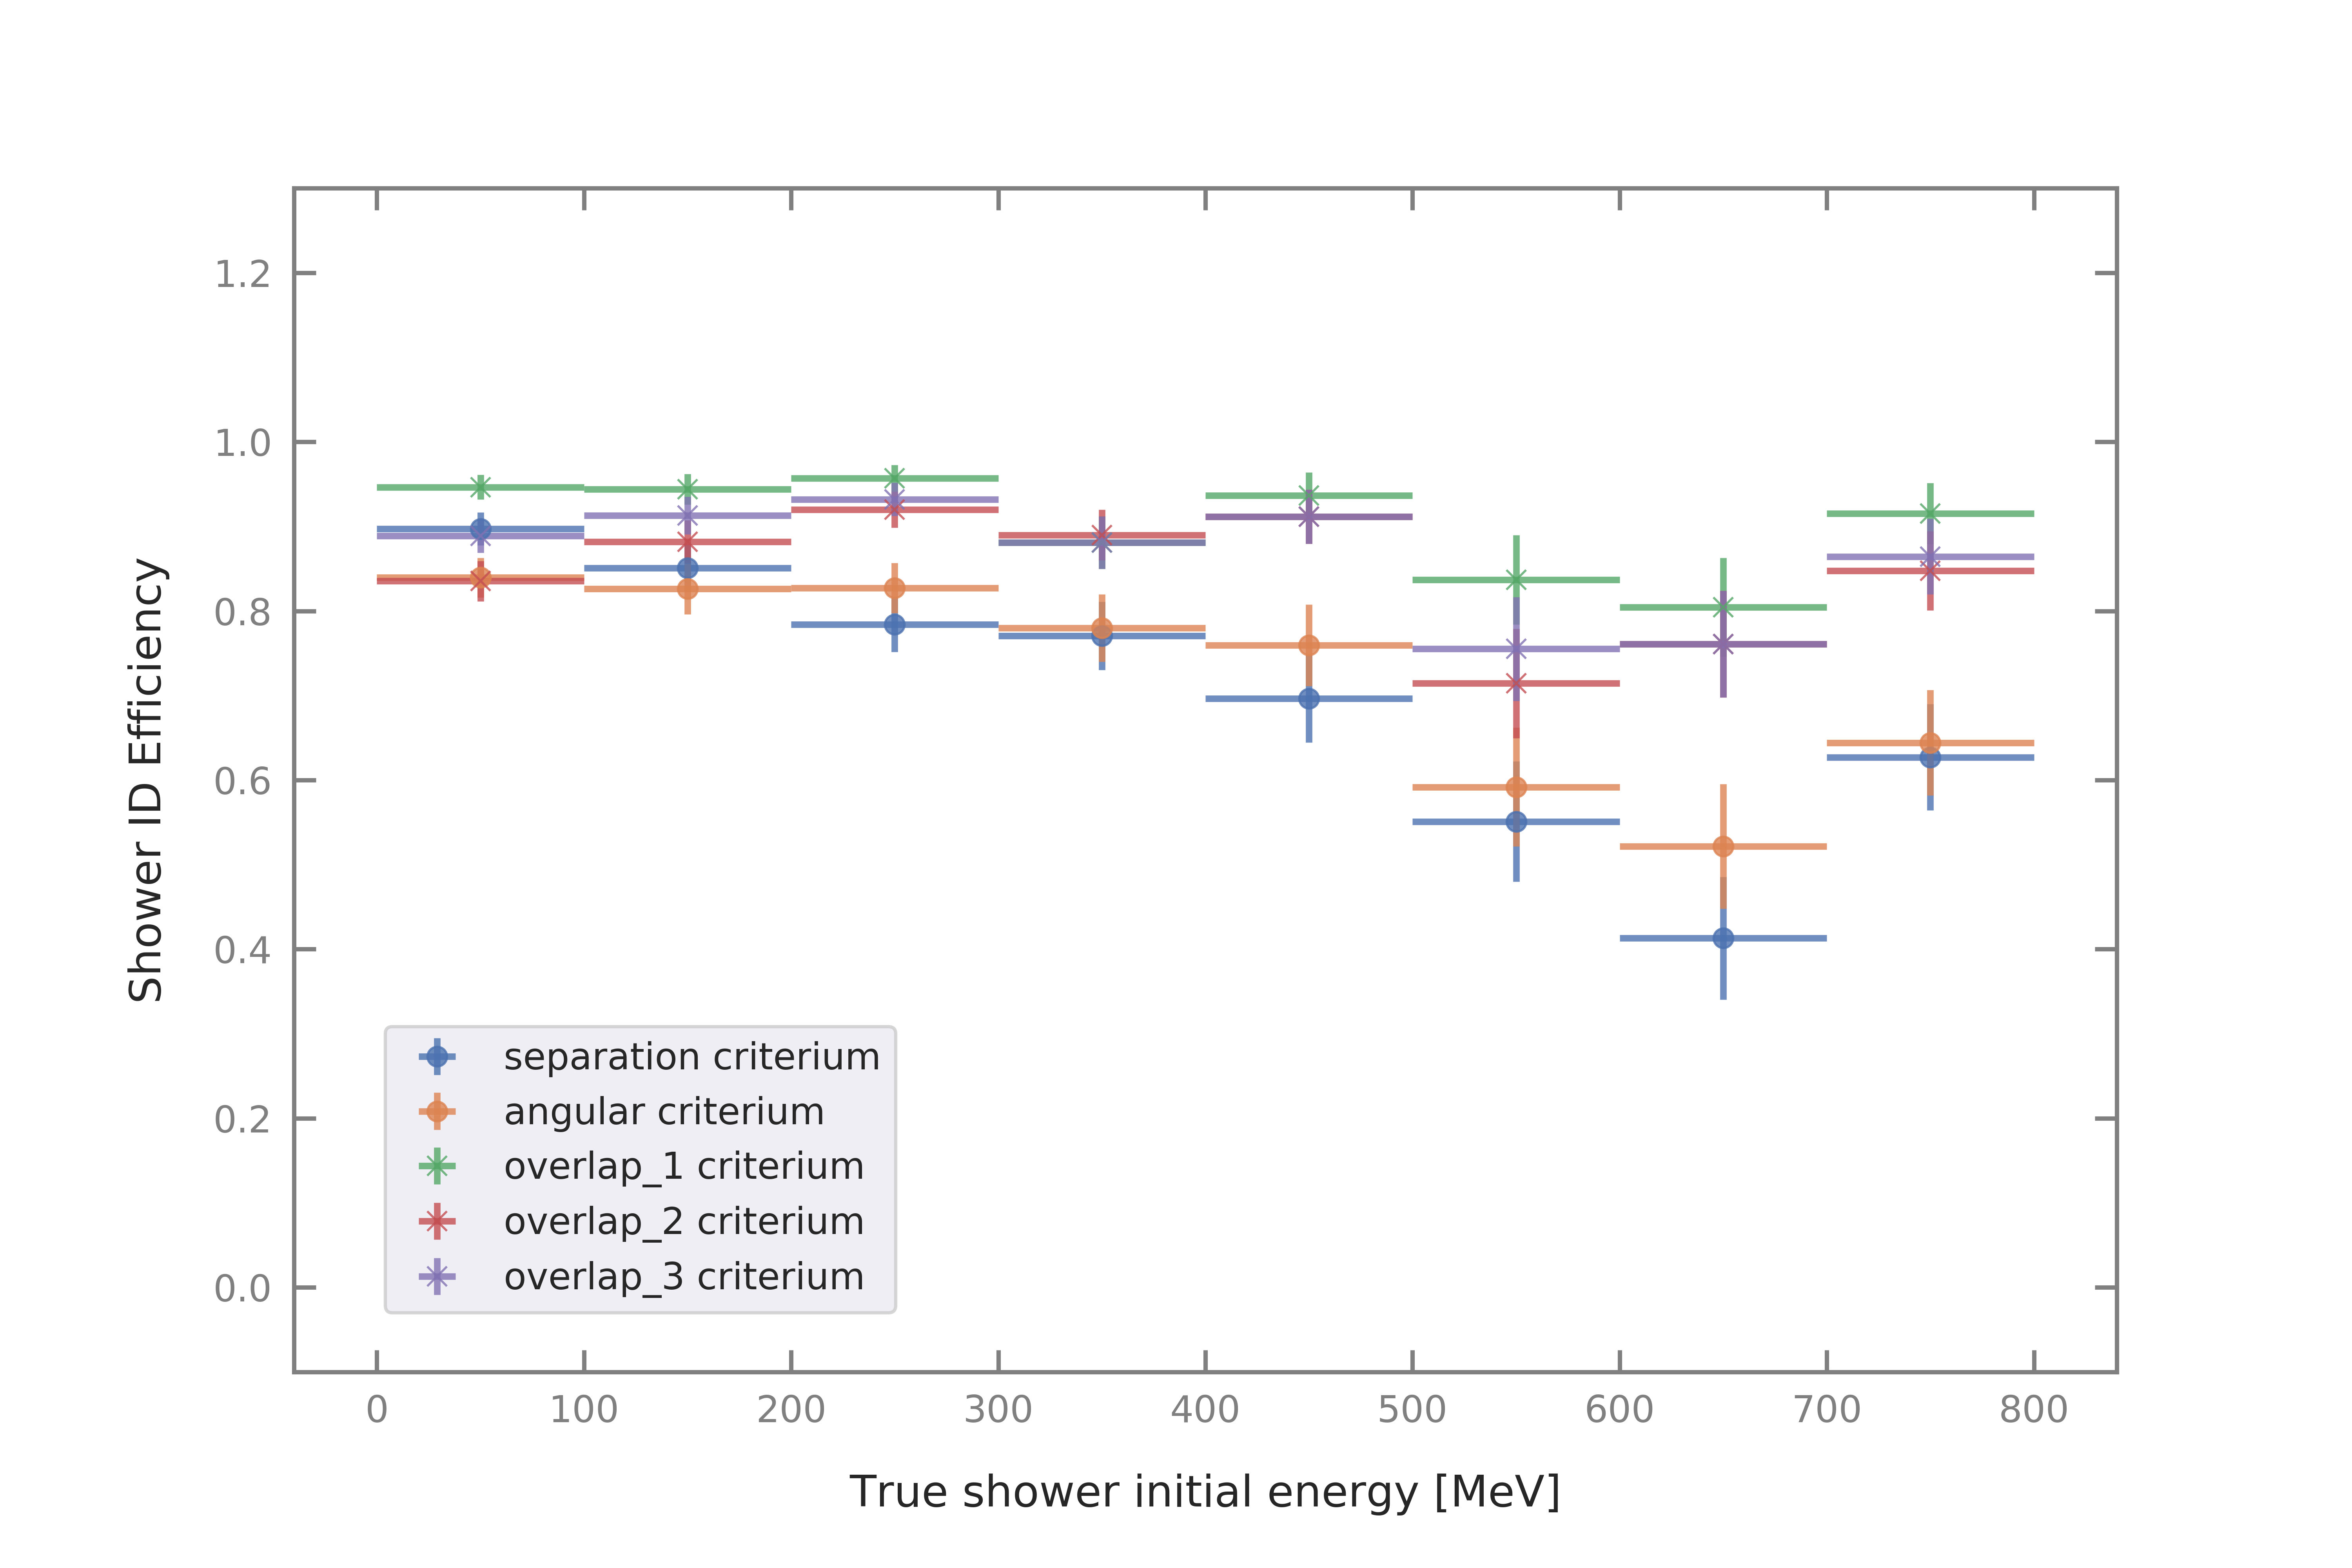 1.2
1.0
0.8
0.6
0.4
0.2
0.0
Shower ID Efficiency
separation criterium
angular criterium
overlap_1 criterium
overlap_2 criterium
overlap_3 criterium
0 100 200 300 400 500 600 700 800
True shower initial energy [MeV]